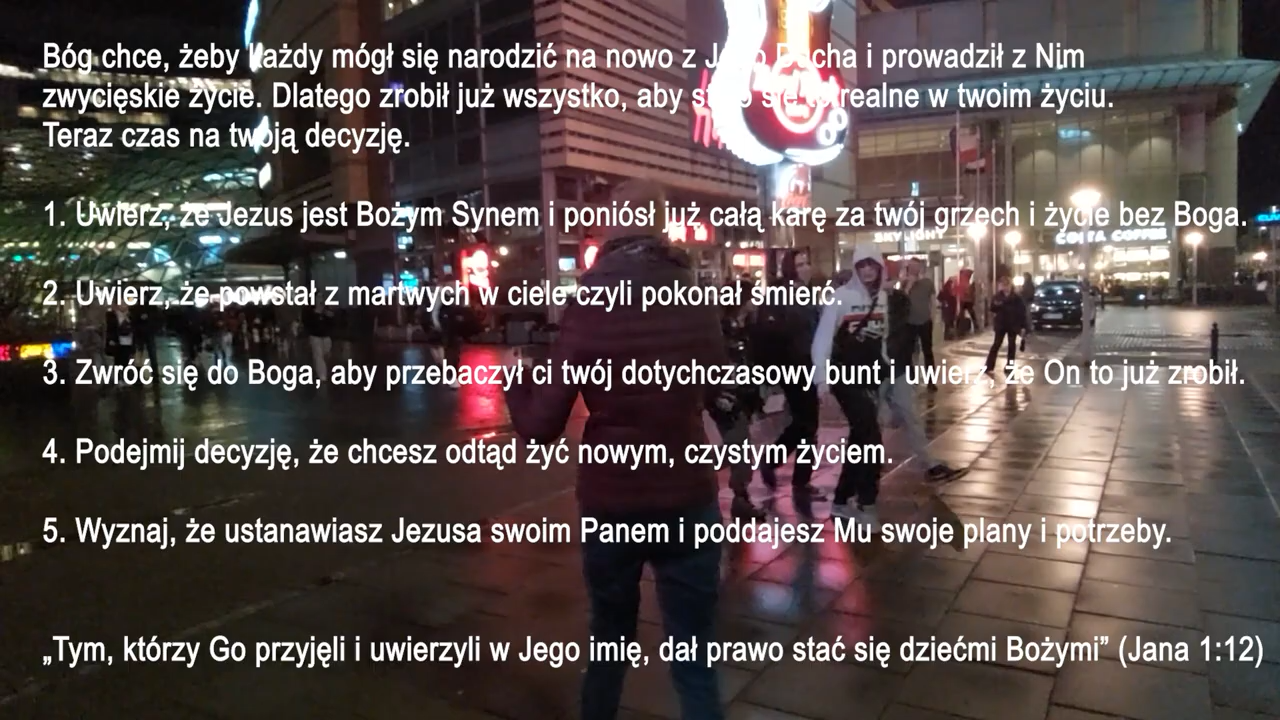 Bóg chce, żeby każdy mógł się narodzić na nowo z Jego Ducha i prowadził z Nim
zwycięskie życie. Dlatego zrobił już wszystko, aby stało się to realne w twoim życiu.
Teraz czas na twoją decyzję.
1. Uwierz, że Jezus jest Bożym Synem i poniósł już całą karę za twój grzech i życie bez Boga.
SKYLIGHT
COSTA COFFEE
2. Uwierz, że powstał z martwych w ciele czyli pokonał śmierć.
3. Zwróć się do Boga, aby przebaczył ci twój dotychczasowy bunt i uwierz, że On to już zrobił.
4. Podejmij decyzję, że chcesz odtąd żyć nowym, czystym życiem.
5. Wyznaj, że ustanawiasz Jezusa swoim Panem i poddajesz Mu swoje plany i potrzeby.
„Tym, którzy Go przyjęli i uwierzyli w Jego imię, dał prawo stać się dziećmi Bożymi” (Jana 1:12)